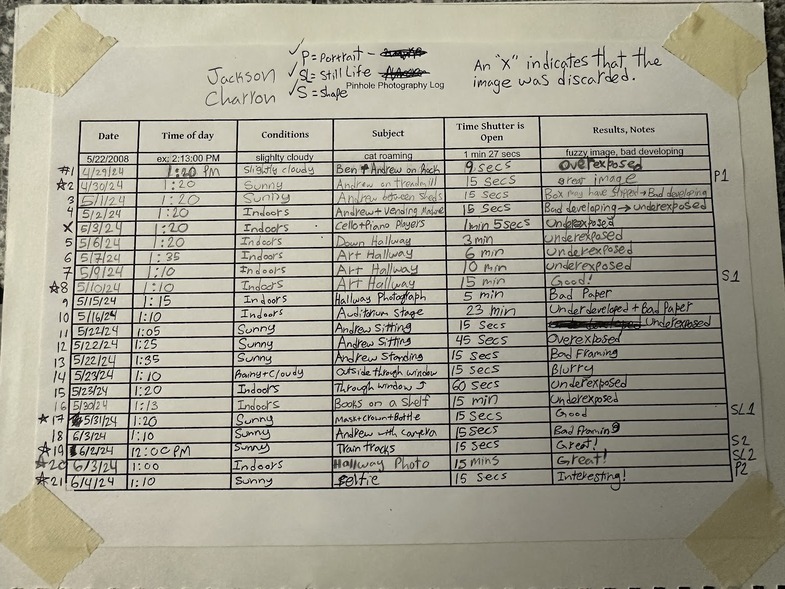 Jackson
Charron
✓ P = Portrait -
✓ SL = Still Life
✓ S = Shape
An "X" indicates that the
image was discarded.
Pinhole Photography Log
Date Time of day Conditions Subject Time Shutter is Open Results, Notes
5/22/2008 ex; 2:13:00 PM slighlty cloudy cat roaming 1 min 27 secs fuzzy image, bad developing
#1 4/29/24 1:20 PM Slightly cloudy Ben + Andrew on Rock 9 secs Overexposed
☆2 4/30/24 1:20 Sunny Andrew on treadmill 15 secs great image P1
3 5/1/24 1:20 Sunny Andrew between sheds 15 secs Box may have slipped → Bad developing
4 5/2/24 1:20 Indoors Andrew + Vending Machine 15 secs Bad developing → underexposed
X 5/3/24 1:20 Indoors Cello + Piano Players 1min 5secs Underexposed
5 5/6/24 1:20 Indoors Down Hallway 3 min underexposed
6 5/7/24 1:35 Indoors Art Hallway 6 min underexposed
7 5/9/24 1:10 Indoors Art Hallway 10 min underexposed
☆8 5/10/24 1:10 Indoors Art Hallway 15 min Good! S1
9 5/15/24 1:15 Indoors Hallway Photograph 5 min Bad Paper
10 5/16/24 1:10 Indoors Auditorium Stage 23 min Underdeveloped + Bad Paper
11 5/22/24 1:05 Sunny Andrew Sitting 15 secs Underexposed
12 5/22/24 1:25 Sunny Andrew Sitting 45 secs Overexposed
13 5/22/24 1:35 Sunny Andrew Standing 15 secs Bad Framing
14 5/23/24 1:10 Rainy + Cloudy Outside through window 15 secs Blurry
15 5/23/24 1:20 Indoors Through window ↑ 60 secs Underexposed
16 5/30/24 1:13 Indoors Books on a shelf 15 min Underexposed
☆17 5/31/24 1:20 Sunny Mask + Crown + Bottle 15 secs Good SL1
18 6/3/24 1:10 Sunny Andrew with camera 15 secs Bad framing
☆19 6/2/24 12:00 PM Sunny Train tracks 15 secs Great! S2
☆20 6/3/24 1:00 Indoors Hallway Photo 15 mins Great! SL2
☆21 6/4/24 1:10 Sunny Selfie 15 secs Interesting! P2